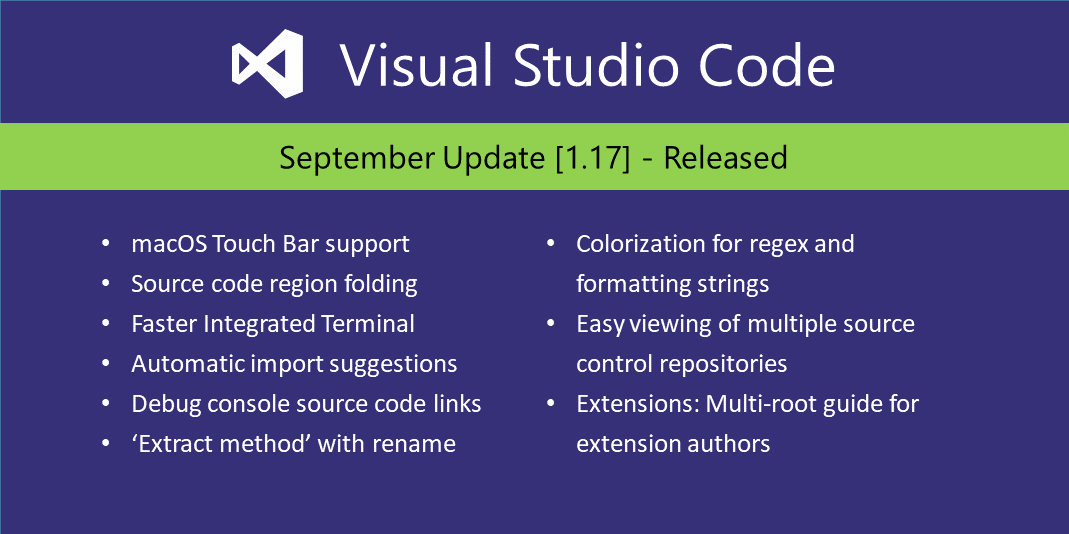 Visual Studio Code
September Update [1.17] - Released
• macOS Touch Bar support
• Source code region folding
• Faster Integrated Terminal
• Automatic import suggestions
• Debug console source code links
• ‘Extract method’ with rename
• Colorization for regex and
formatting strings
• Easy viewing of multiple source
control repositories
• Extensions: Multi-root guide for
extension authors